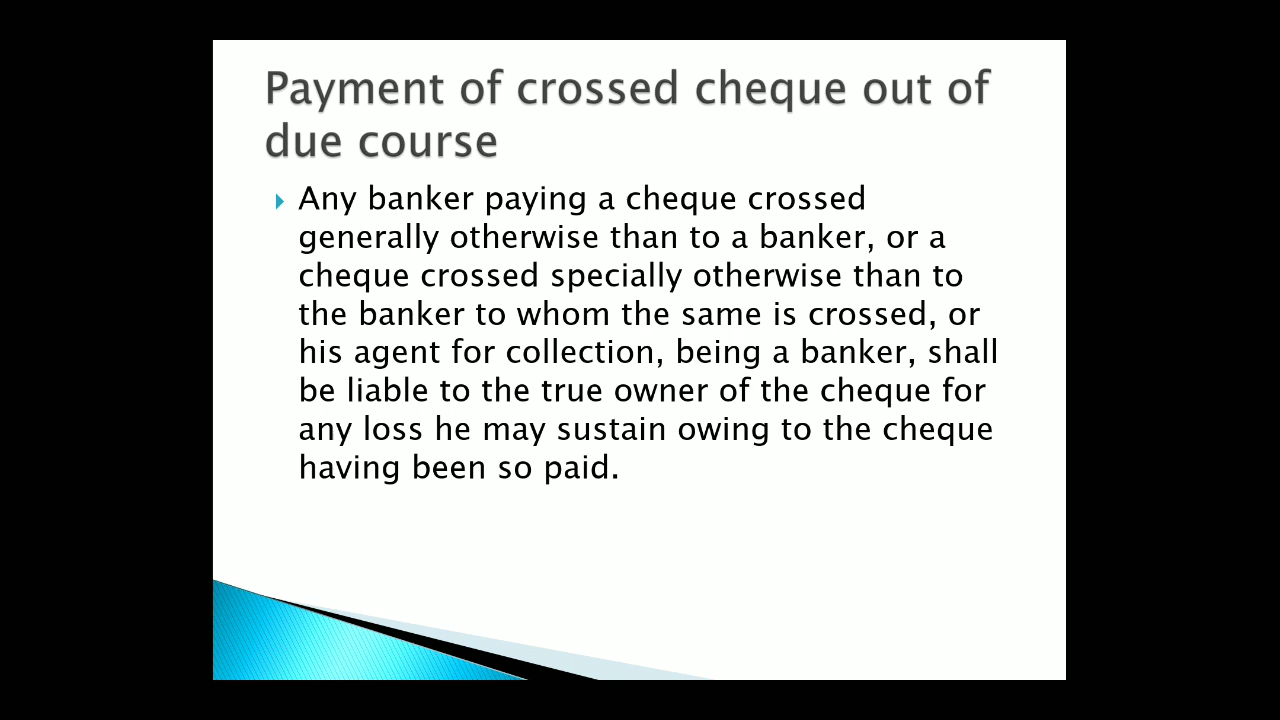 Payment of crossed cheque out of
due course
Any banker paying a cheque crossed
generally otherwise than to a banker, or a
cheque crossed specially otherwise than to
the banker to whom the same is crossed, or
his agent for collection, being a banker, shall
be liable to the true owner of the cheque for
any loss he may sustain owing to the cheque
having been so paid.